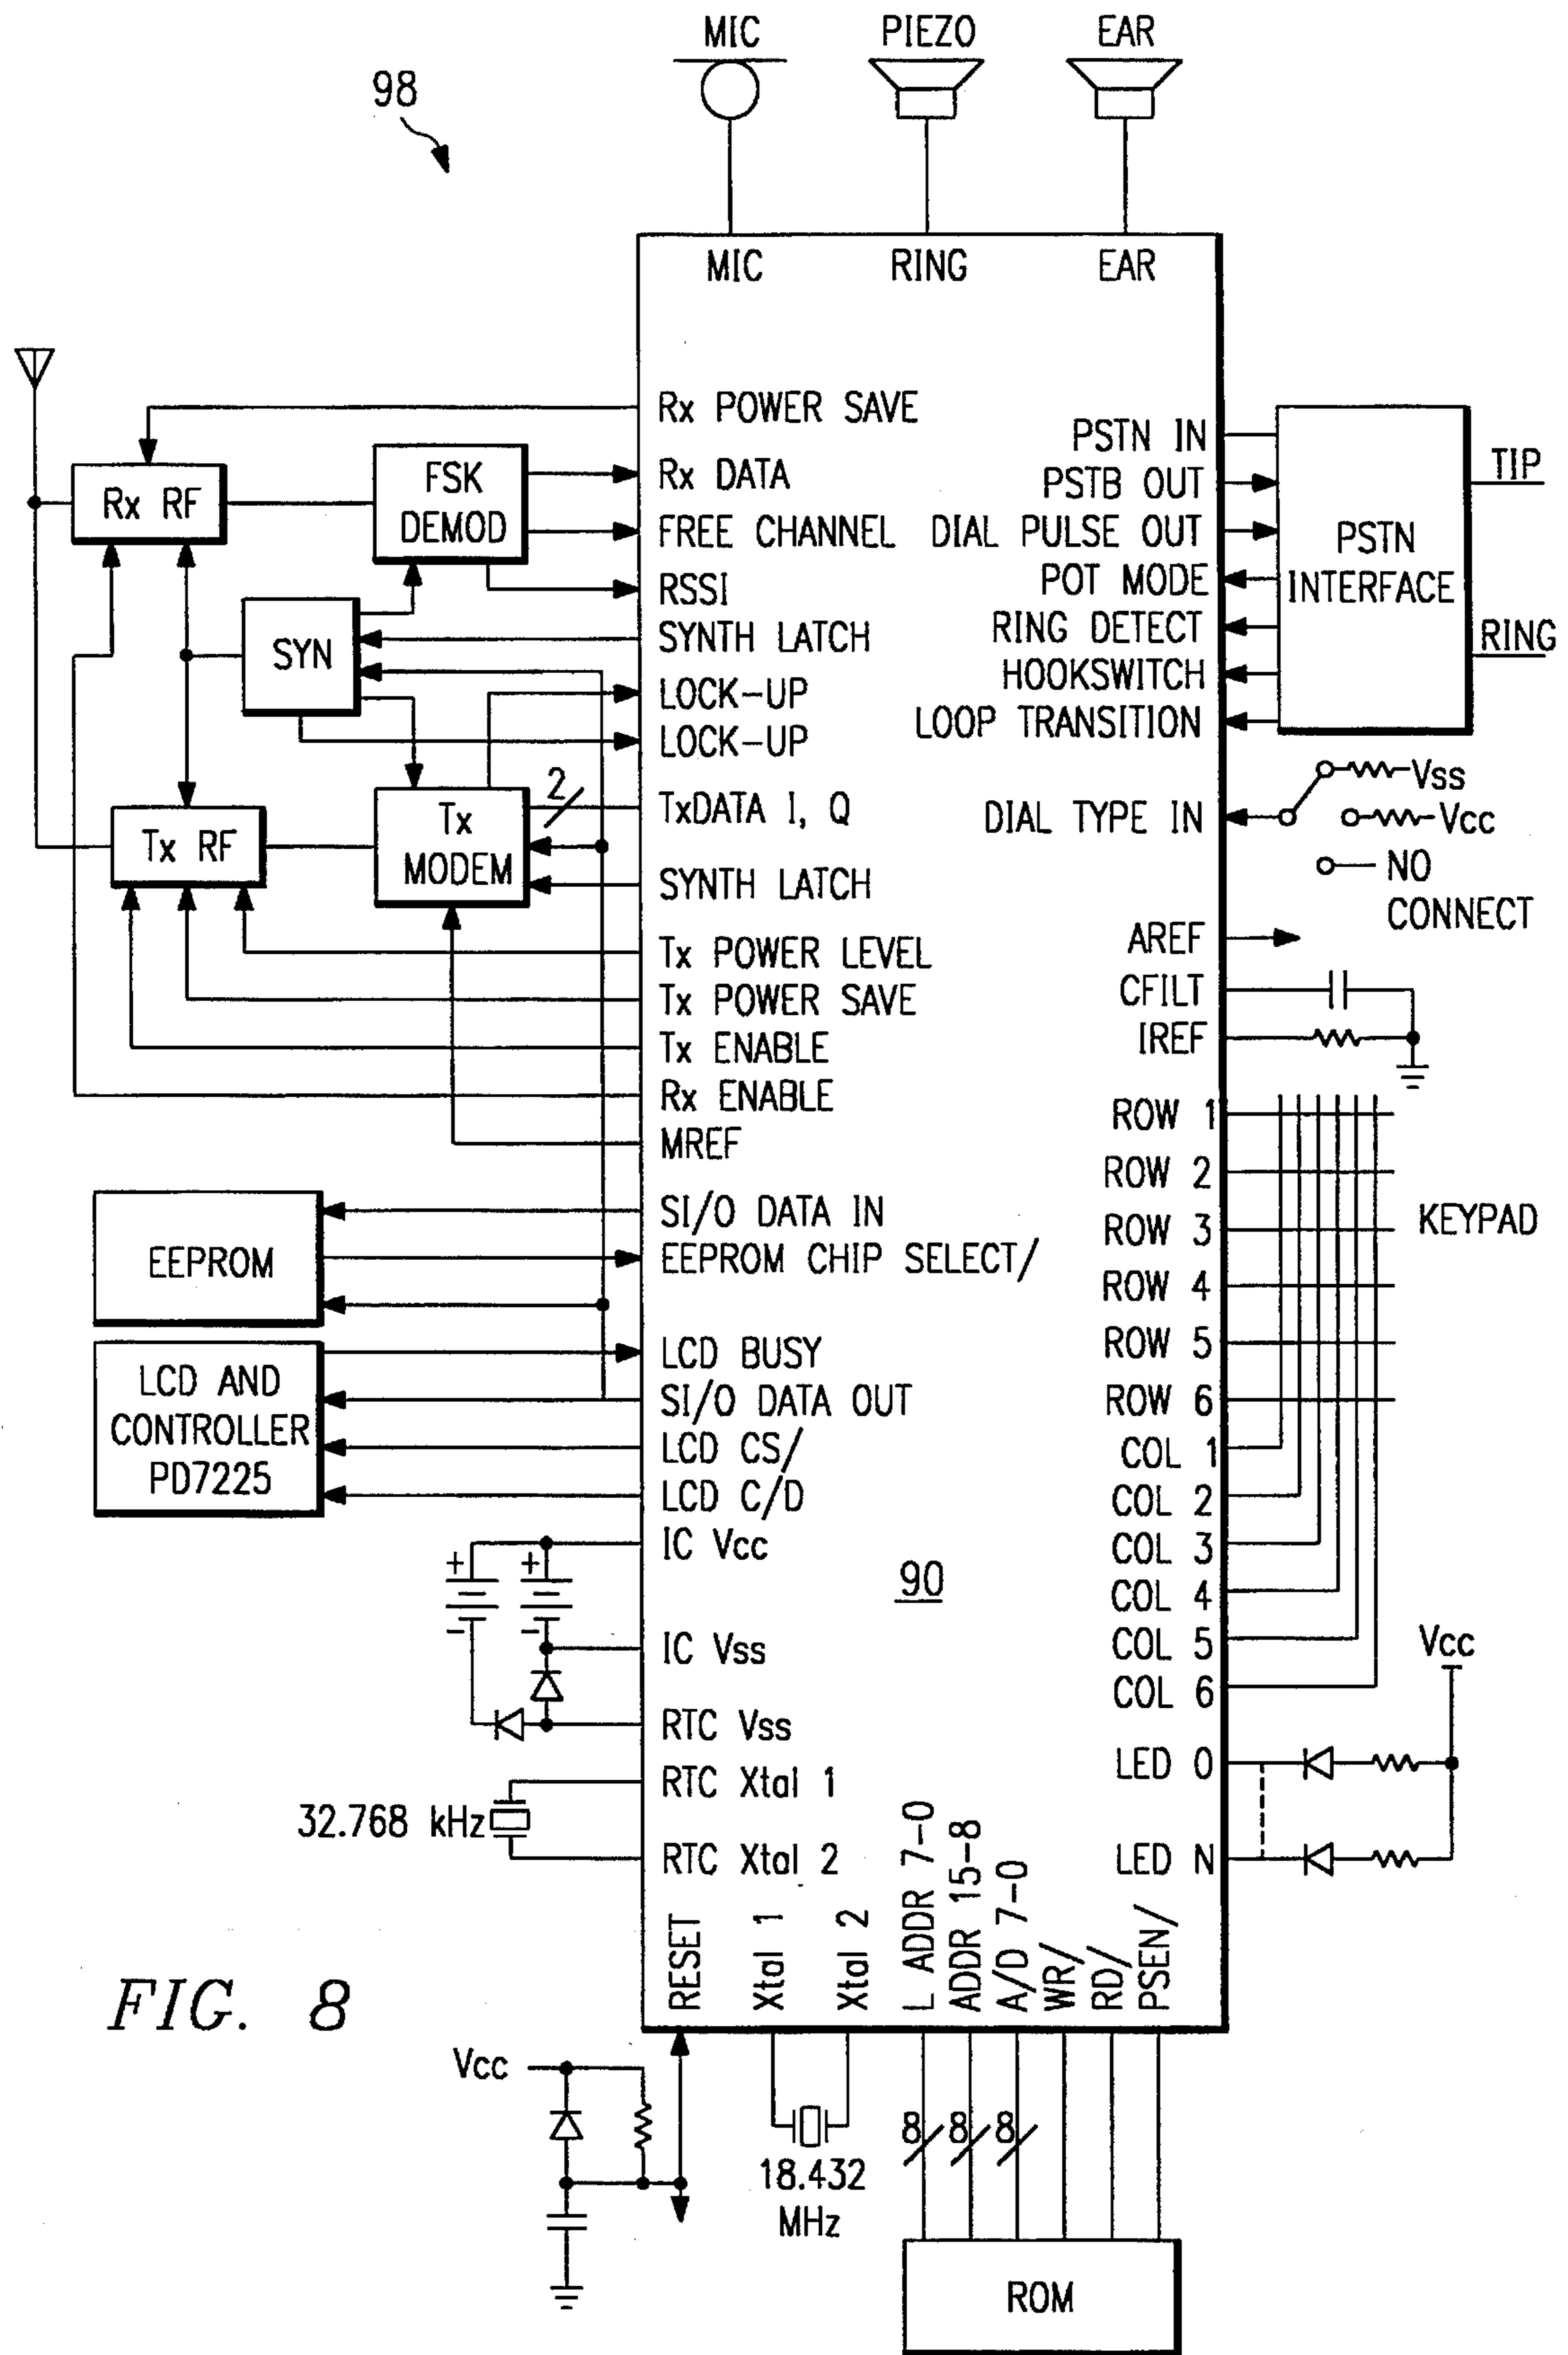 MIC
PIEZO
EAR
98
MIC
RING
EAR
Rx POWER SAVE
Rx DATA
FREE CHANNEL
RSSI
SYNTH LATCH
LOCK-UP
LOCK-UP
TxDATA I, Q
SYNTH LATCH
Tx POWER LEVEL
Tx POWER SAVE
Tx ENABLE
Rx ENABLE
MREF
SI/O DATA IN
EEPROM CHIP SELECT/
LCD BUSY
SI/O DATA OUT
LCD CS/
LCD C/D
IC Vcc
IC Vss
RTC Vss
RTC Xtal 1
RTC Xtal 2
Rx RF
FSK
DEMOD
SYN
2
Tx RF
Tx
MODEM
EEPROM
LCD AND
CONTROLLER
PD7225
+
+
-
-
32.768 kHz
90
PSTN IN
PSTB OUT
DIAL PULSE OUT
POT MODE
RING DETECT
HOOKSWITCH
LOOP TRANSITION
DIAL TYPE IN
AREF
CFILT
IREF
ROW 1
ROW 2
ROW 3
ROW 4
ROW 5
ROW 6
COL 1
COL 2
COL 3
COL 4
COL 5
COL 6
LED 0
LED N
PSTN
INTERFACE
TIP
RING
Vss
Vcc
NO
CONNECT
KEYPAD
Vcc
RESET
Xtal 1
Xtal 2
L ADDR 7-0
ADDR 15-8
A/D 7-0
WR/
RD/
PSEN/
FIG. 8
Vcc
18.432
MHz
8
8
8
ROM